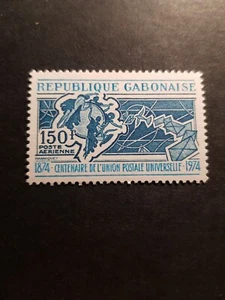 REPUBLIQUE GABONAISE
150F
POSTE
AERIENNE
1874 - CENTENAIRE DE L'UNION POSTALE UNIVERSELLE - 1974